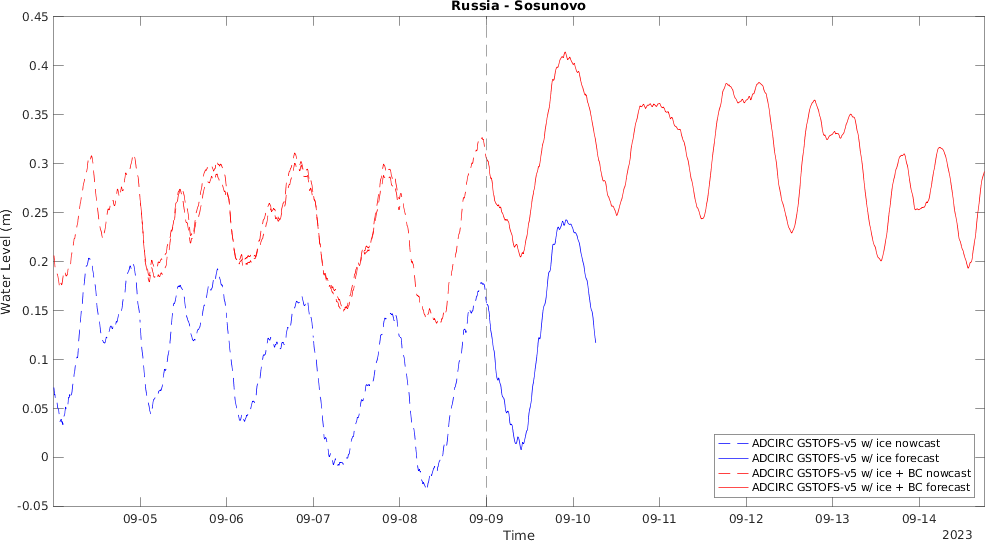 Russia - Sosunovo
0.45
0.4
0.35
0.3
0.25
0.2
0.15
0.1
0.05
0
-0.05
Water Level (m)
ADCIRC GSTOFS-v5 w/ ice nowcast
ADCIRC GSTOFS-v5 w/ ice forecast
ADCIRC GSTOFS-v5 w/ ice + BC nowcast
ADCIRC GSTOFS-v5 w/ ice + BC forecast
09-05 09-06 09-07 09-08 09-09 09-10 09-11 09-12 09-13 09-14
Time
2023